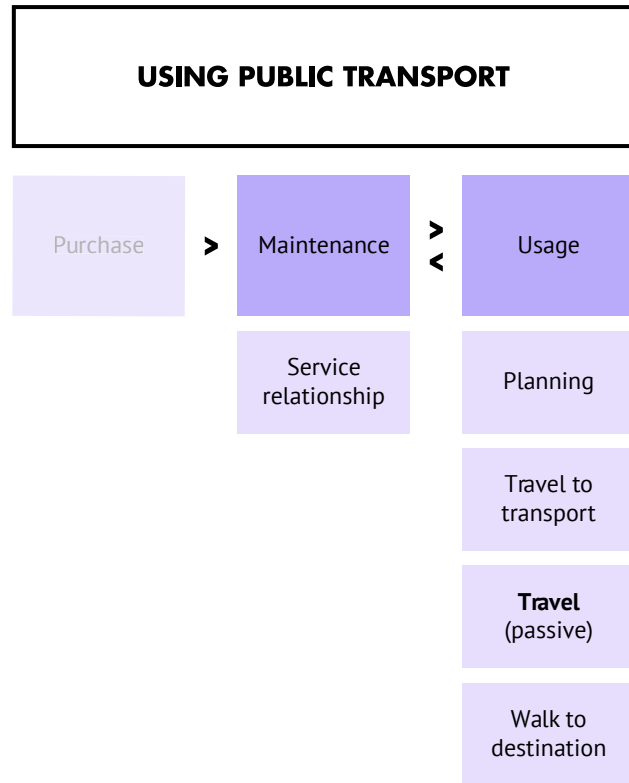 USING PUBLIC TRANSPORT
Purchase
>
Maintenance
>
<
Usage
Service
relationship
Planning
Travel to
transport
Travel
(passive)
Walk to
destination